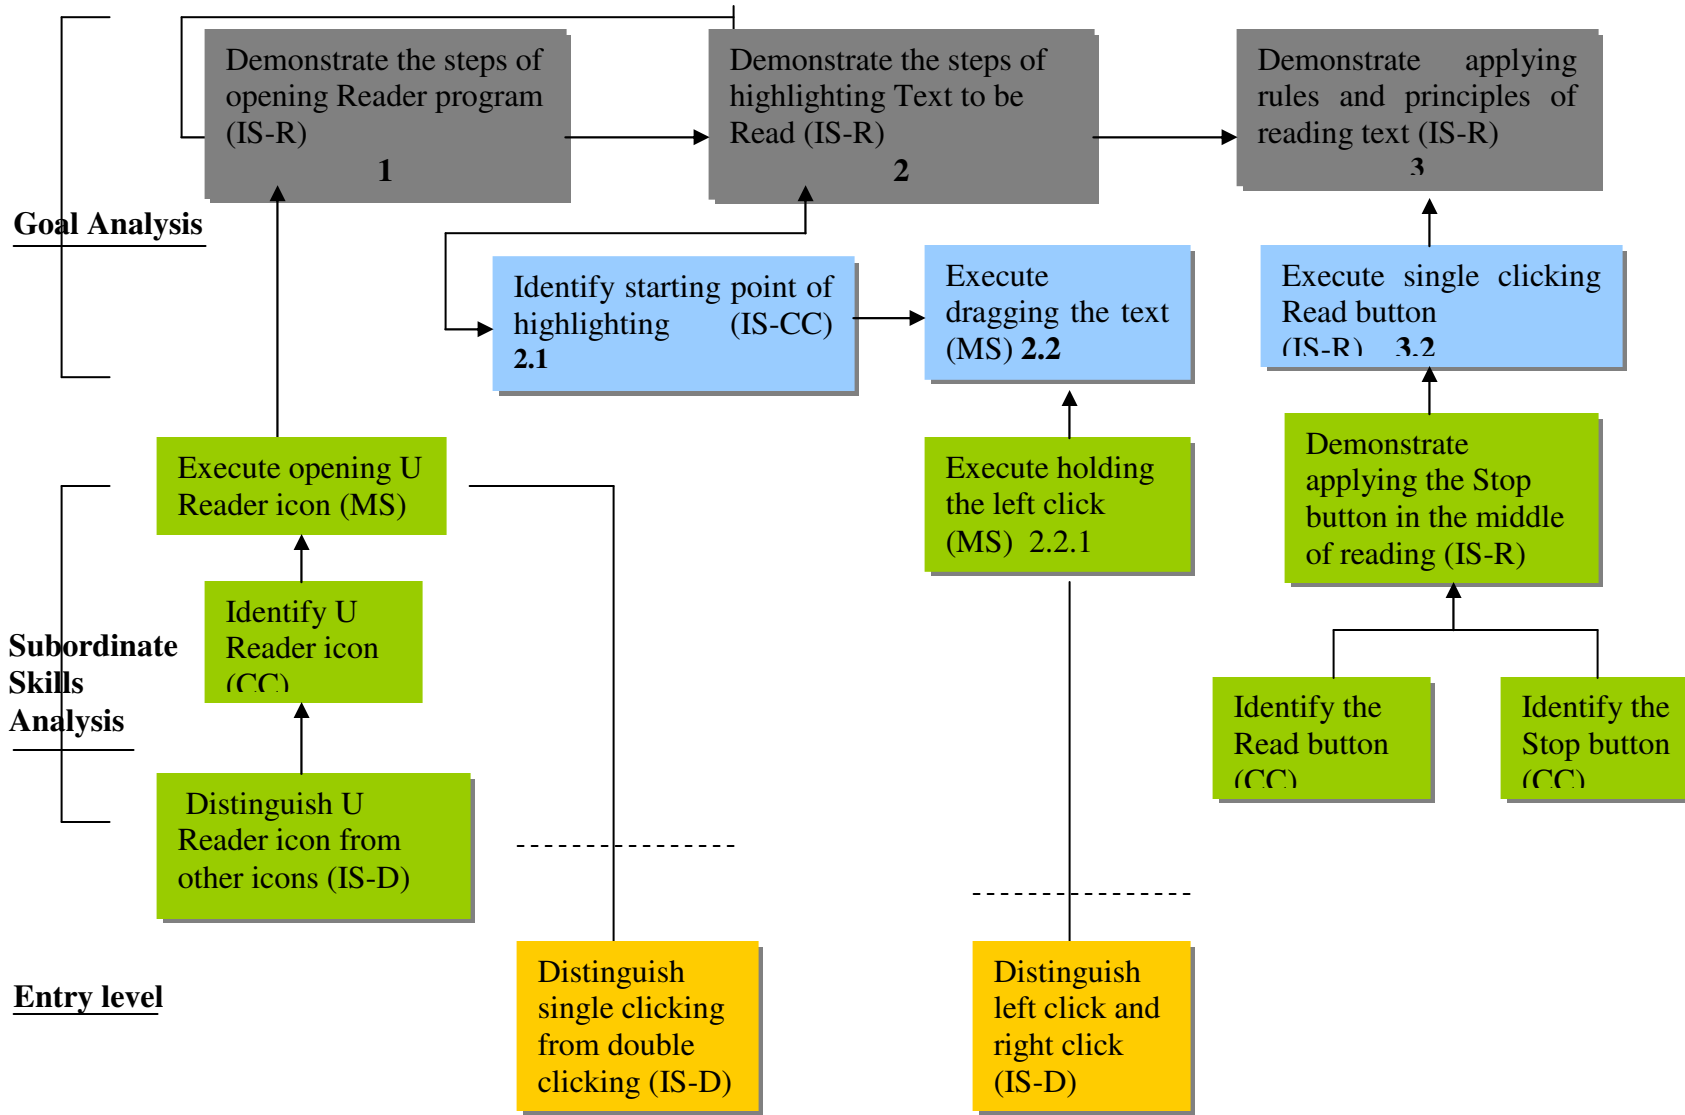 Demonstrate the steps of
opening Reader program
(IS-R)
1
Demonstrate the steps of
highlighting Text to be
Read (IS-R)
2
Demonstrate applying
rules and principles of
reading text (IS-R)
3
Goal Analysis
Identify starting point of
highlighting (IS-CC)
2.1
Execute
dragging the text
(MS) 2.2
Execute single clicking
Read button
(IS-R) 3.2
Execute opening U
Reader icon (MS)
Execute holding
the left click
(MS) 2.2.1
Demonstrate
applying the Stop
button in the middle
of reading (IS-R)
Subordinate
Skills
Analysis
Identify U
Reader icon
(CC)
Identify the
Read button
(CC)
Identify the
Stop button
(CC)
Distinguish U
Reader icon from
other icons (IS-D)
Entry level
Distinguish
single clicking
from double
clicking (IS-D)
Distinguish
left click and
right click
(IS-D)